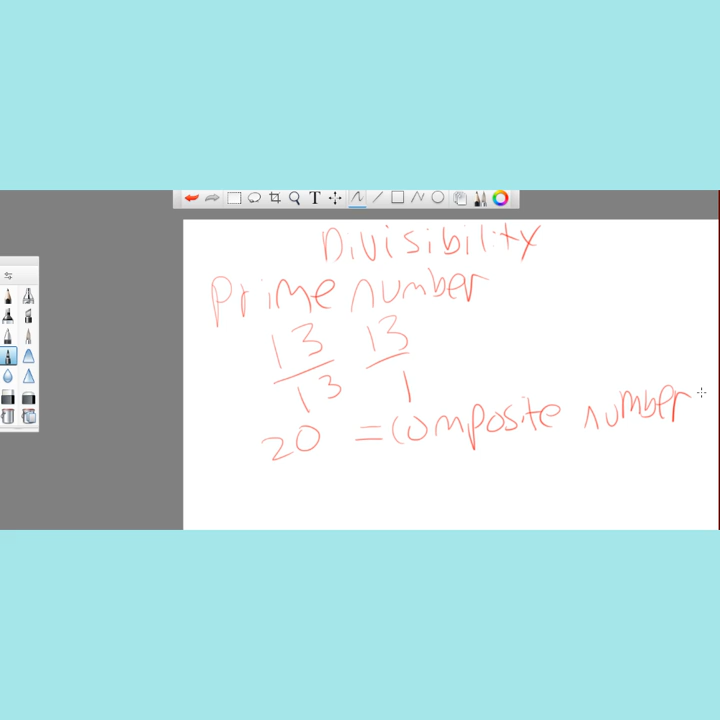 Divisibility
Prime number
13 13
13 1
20 = composite number